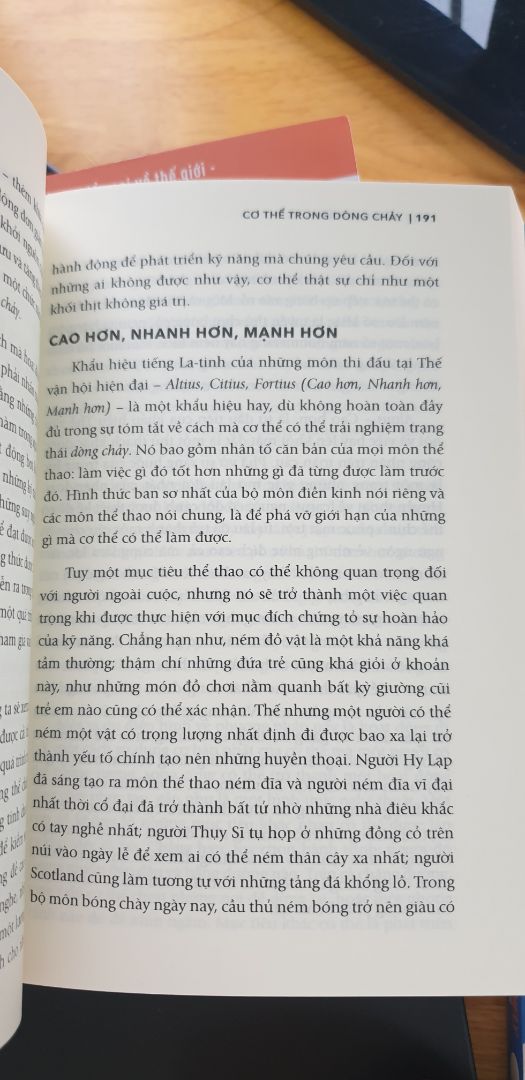 về thế giới -
CƠ THỂ TRONG DÒNG CHẢY | 191
hành động để phát triển kỹ năng mà chúng yêu cầu. Đối với
những ai không được như vậy, cơ thể thật sự chỉ như một
khối thịt không giá trị.
CAO HƠN, NHANH HƠN, MẠNH HƠN
Khẩu hiệu tiếng La-tinh của những môn thi đấu tại Thế
vận hội hiện đại – Altius, Citius, Fortius (Cao hơn, Nhanh hơn,
Mạnh hơn) – là một khẩu hiệu hay, dù không hoàn toàn đầy
đủ trong sự tóm tắt về cách mà cơ thể có thể trải nghiệm trạng
thái dòng chảy. Nó bao gồm nhân tố căn bản của mọi môn thể
thao: làm việc gì đó tốt hơn những gì đã từng được làm trước
đó. Hình thức ban sơ nhất của bộ môn điền kinh nói riêng và
các môn thể thao nói chung, là để phá vỡ giới hạn của những
gì mà cơ thể có thể làm được.
Tuy một mục tiêu thể thao có thể không quan trọng đối
với người ngoài cuộc, nhưng nó sẽ trở thành một việc quan
trọng khi được thực hiện với mục đích chứng tỏ sự hoàn hảo
của kỹ năng. Chẳng hạn như, ném đồ vật là một khả năng khá
tầm thường; thậm chí những đứa trẻ cũng khá giỏi ở khoản
này, như những món đồ chơi nằm quanh bất kỳ giường cũi
trẻ em nào cũng có thể xác nhận. Thế nhưng một người có thể
ném một vật có trọng lượng nhất định đi được bao xa lại trở
thành yếu tố chính tạo nên những huyền thoại. Người Hy Lạp
đã sáng tạo ra môn thể thao ném đĩa và người ném đĩa vĩ đại
nhất thời cổ đại đã trở thành bất tử nhờ những nhà điêu khắc
có tay nghề nhất; người Thụy Sĩ tụ họp ở những đồng cỏ trên
núi vào ngày lễ để xem ai có thể ném thân cây xa nhất; người
Scotland cũng làm tương tự với những tảng đá khổng lồ. Trong
bộ môn bóng chày ngày nay, cầu thủ ném bóng trở nên giàu có